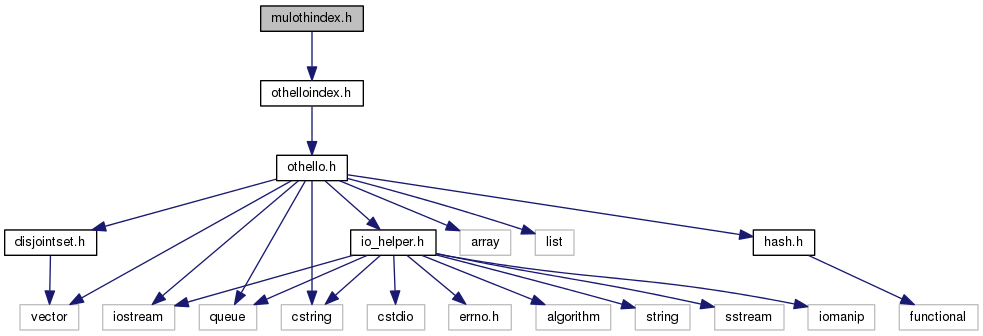 mulothindex.h
othelloindex.h
othello.h
disjointset.h
io_helper.h
array
list
hash.h
vector
iostream
queue
cstring
cstdio
errno.h
algorithm
string
sstream
iomanip
functional